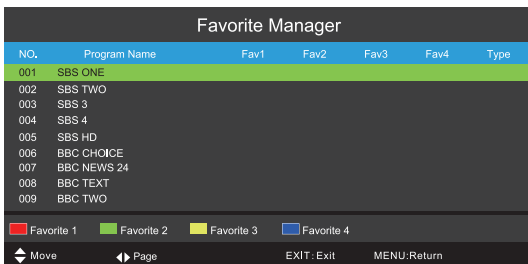 Favorite Manager
NO. Program Name Fav1 Fav2 Fav3 Fav4 Type
001 SBS ONE
002 SBS TWO
003 SBS 3
004 SBS 4
005 SBS HD
006 BBC CHOICE
007 BBC NEWS 24
008 BBC TEXT
009 BBC TWO
Favorite 1 Favorite 2 Favorite 3 Favorite 4
Move Page EXIT: Exit MENU:Return